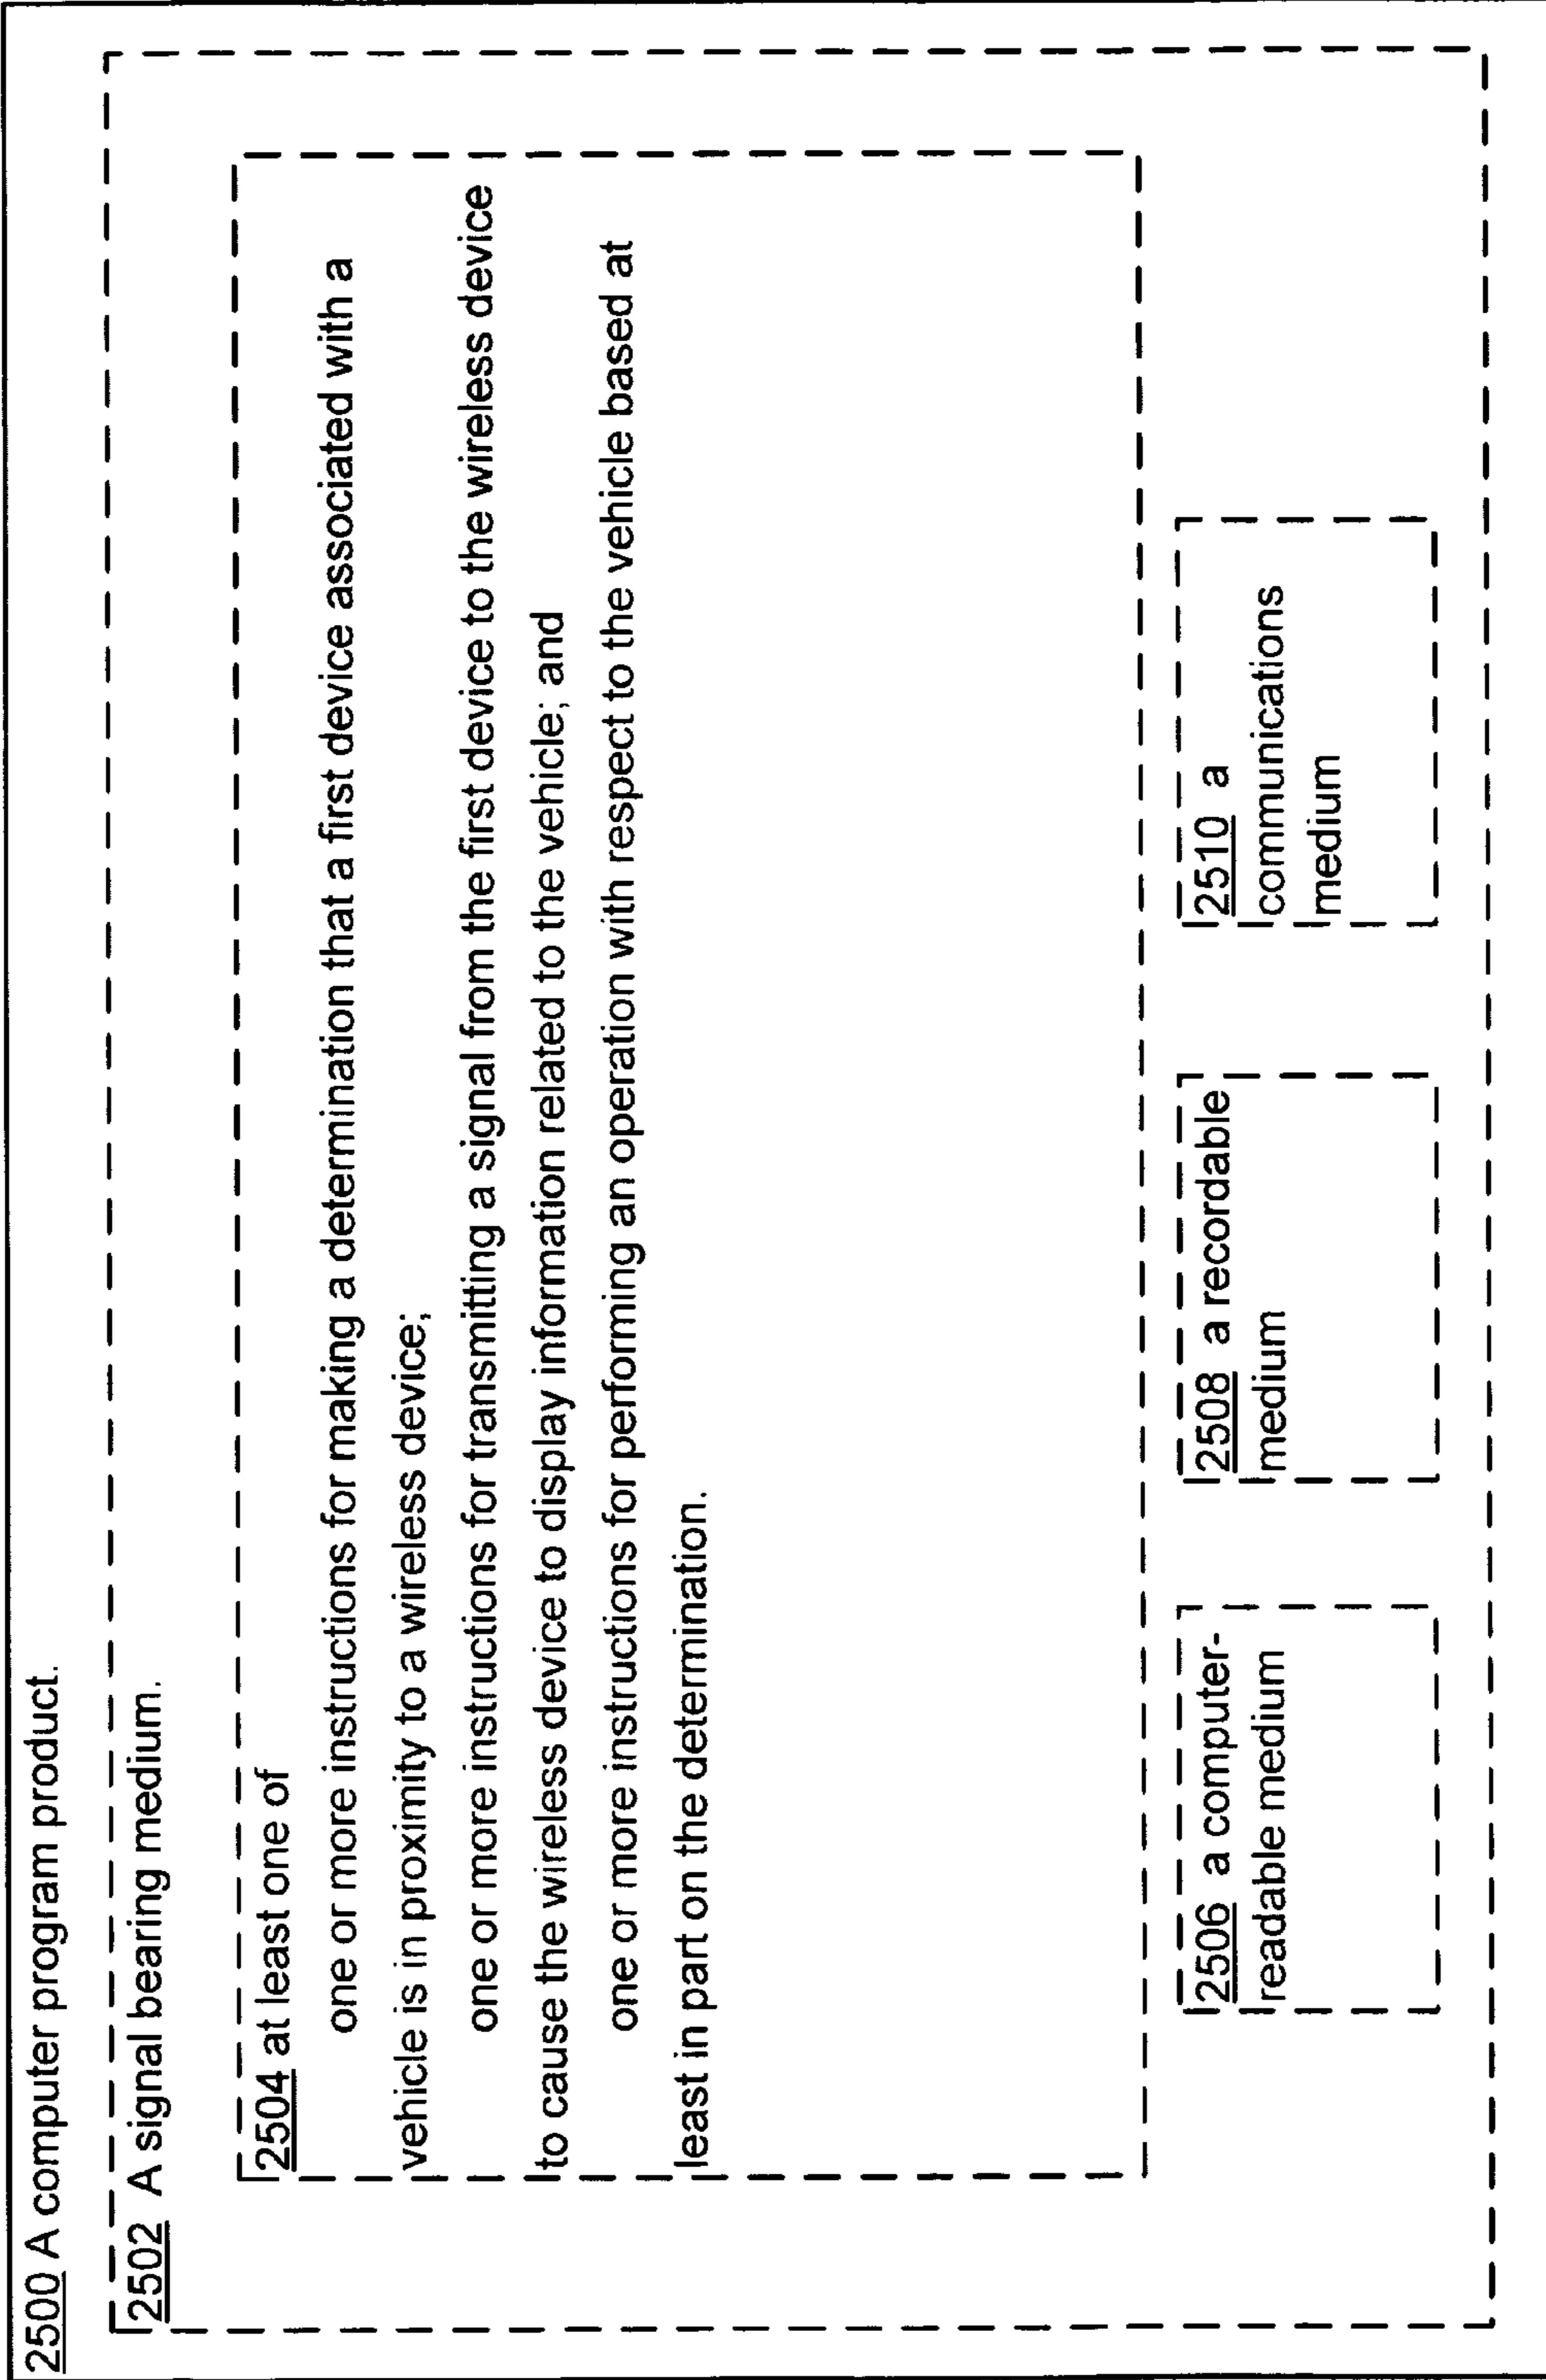 2500 A computer program product.
2502 A signal bearing medium.
2504 at least one of
one or more instructions for making a determination that a first device associated with a
vehicle is in proximity to a wireless device;
one or more instructions for transmitting a signal from the first device to the wireless device
to cause the wireless device to display information related to the vehicle; and
one or more instructions for performing an operation with respect to the vehicle based at
least in part on the determination.
2506 a computer-
readable medium
2508 a recordable
medium
2510 a
communications
medium